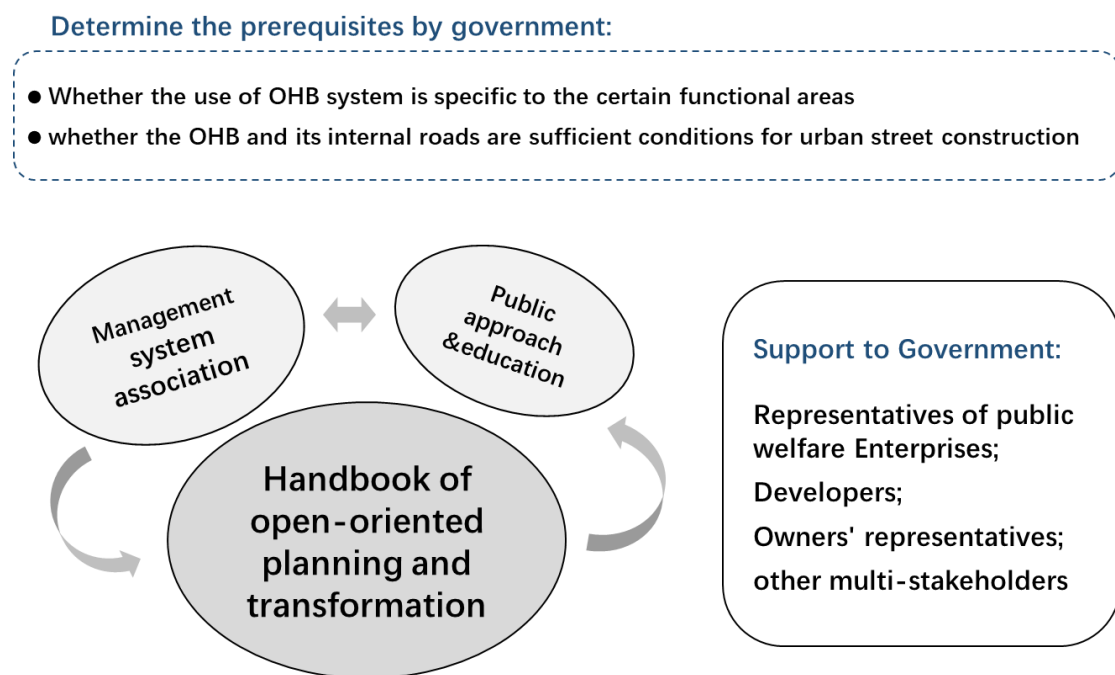 Determine the prerequisites by government:
● Whether the use of OHB system is specific to the certain functional areas
● whether the OHB and its internal roads are sufficient conditions for urban street construction
Management
system
association
Public
approach
&education
Handbook of
open-oriented
planning and
transformation
Support to Government:
Representatives of public
welfare Enterprises;
Developers;
Owners' representatives;
other multi-stakeholders